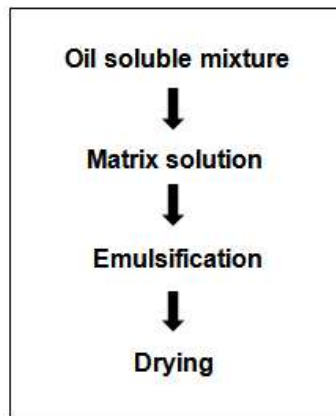 Oil soluble mixture
Matrix solution
Emulsification
Drying